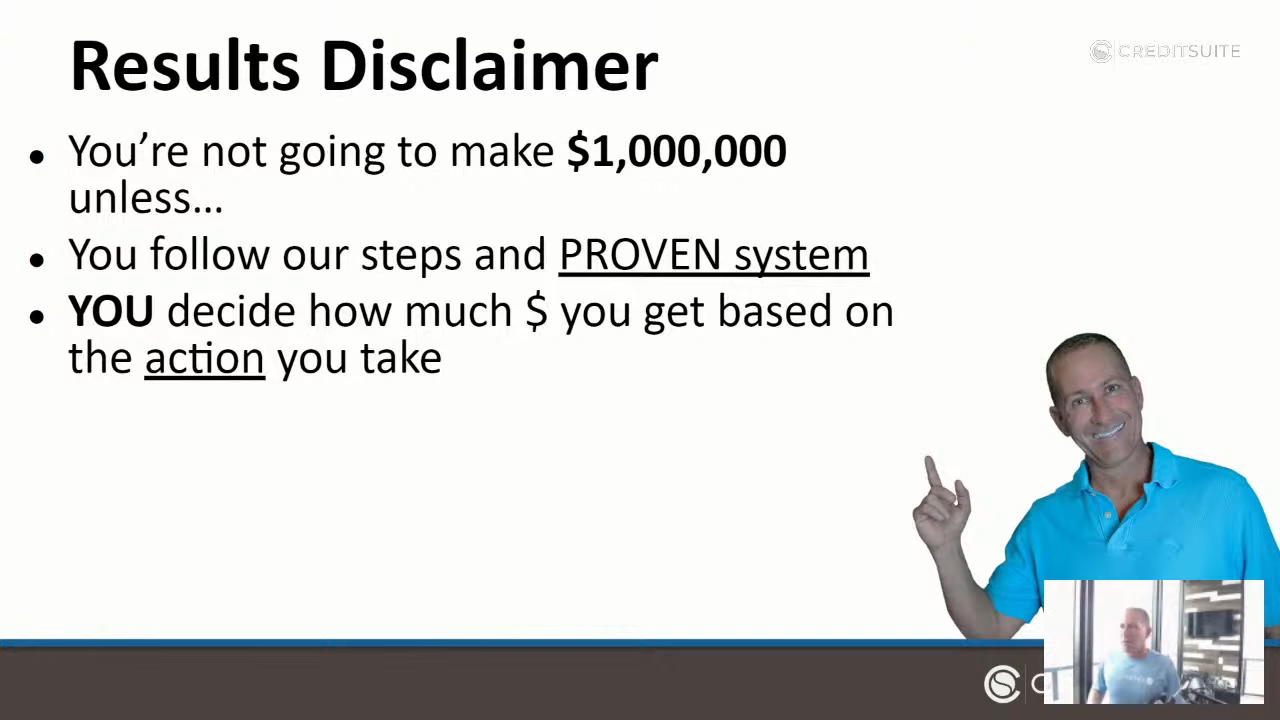 Results Disclaimer
CREDITSUITE
You're not going to make $1,000,000
unless…
You follow our steps and PROVEN system
YOU decide how much $ you get based on
the action you take